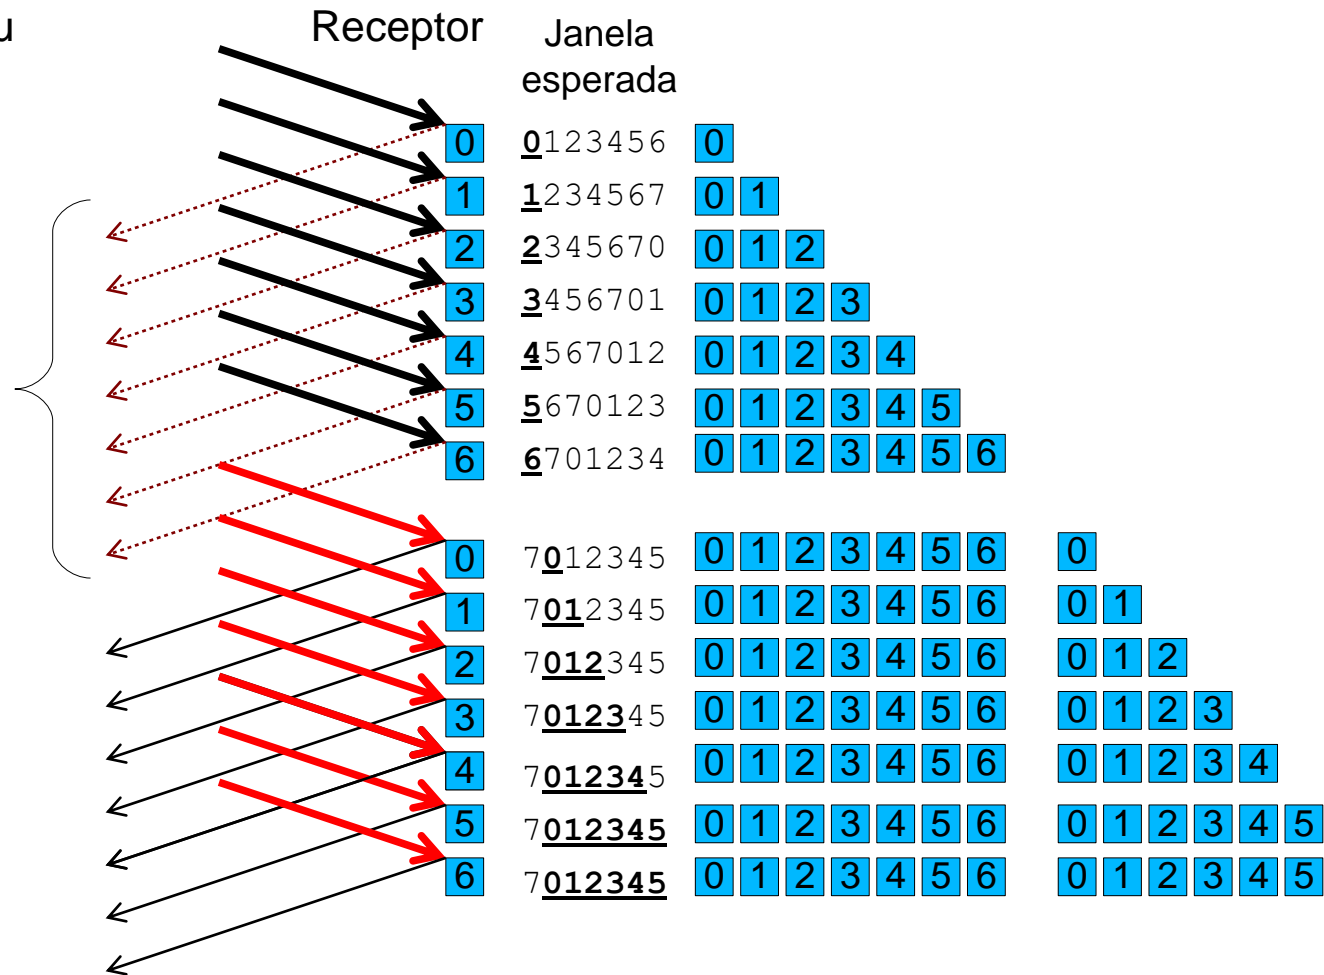 u
Receptor
Janela
esperada
0 0123456 0
1 1234567 0 1
2 2345670 0 1 2
3 3456701 0 1 2 3
4 4567012 0 1 2 3 4
5 5670123 0 1 2 3 4 5
6 6701234 0 1 2 3 4 5 6
0 7012345 0 1 2 3 4 5 6 0
1 7012345 0 1 2 3 4 5 6 0 1
2 7012345 0 1 2 3 4 5 6 0 1 2
3 7012345 0 1 2 3 4 5 6 0 1 2 3
4 7012345 0 1 2 3 4 5 6 0 1 2 3 4
5 7012345 0 1 2 3 4 5 6 0 1 2 3 4 5
6 7012345 0 1 2 3 4 5 6 0 1 2 3 4 5